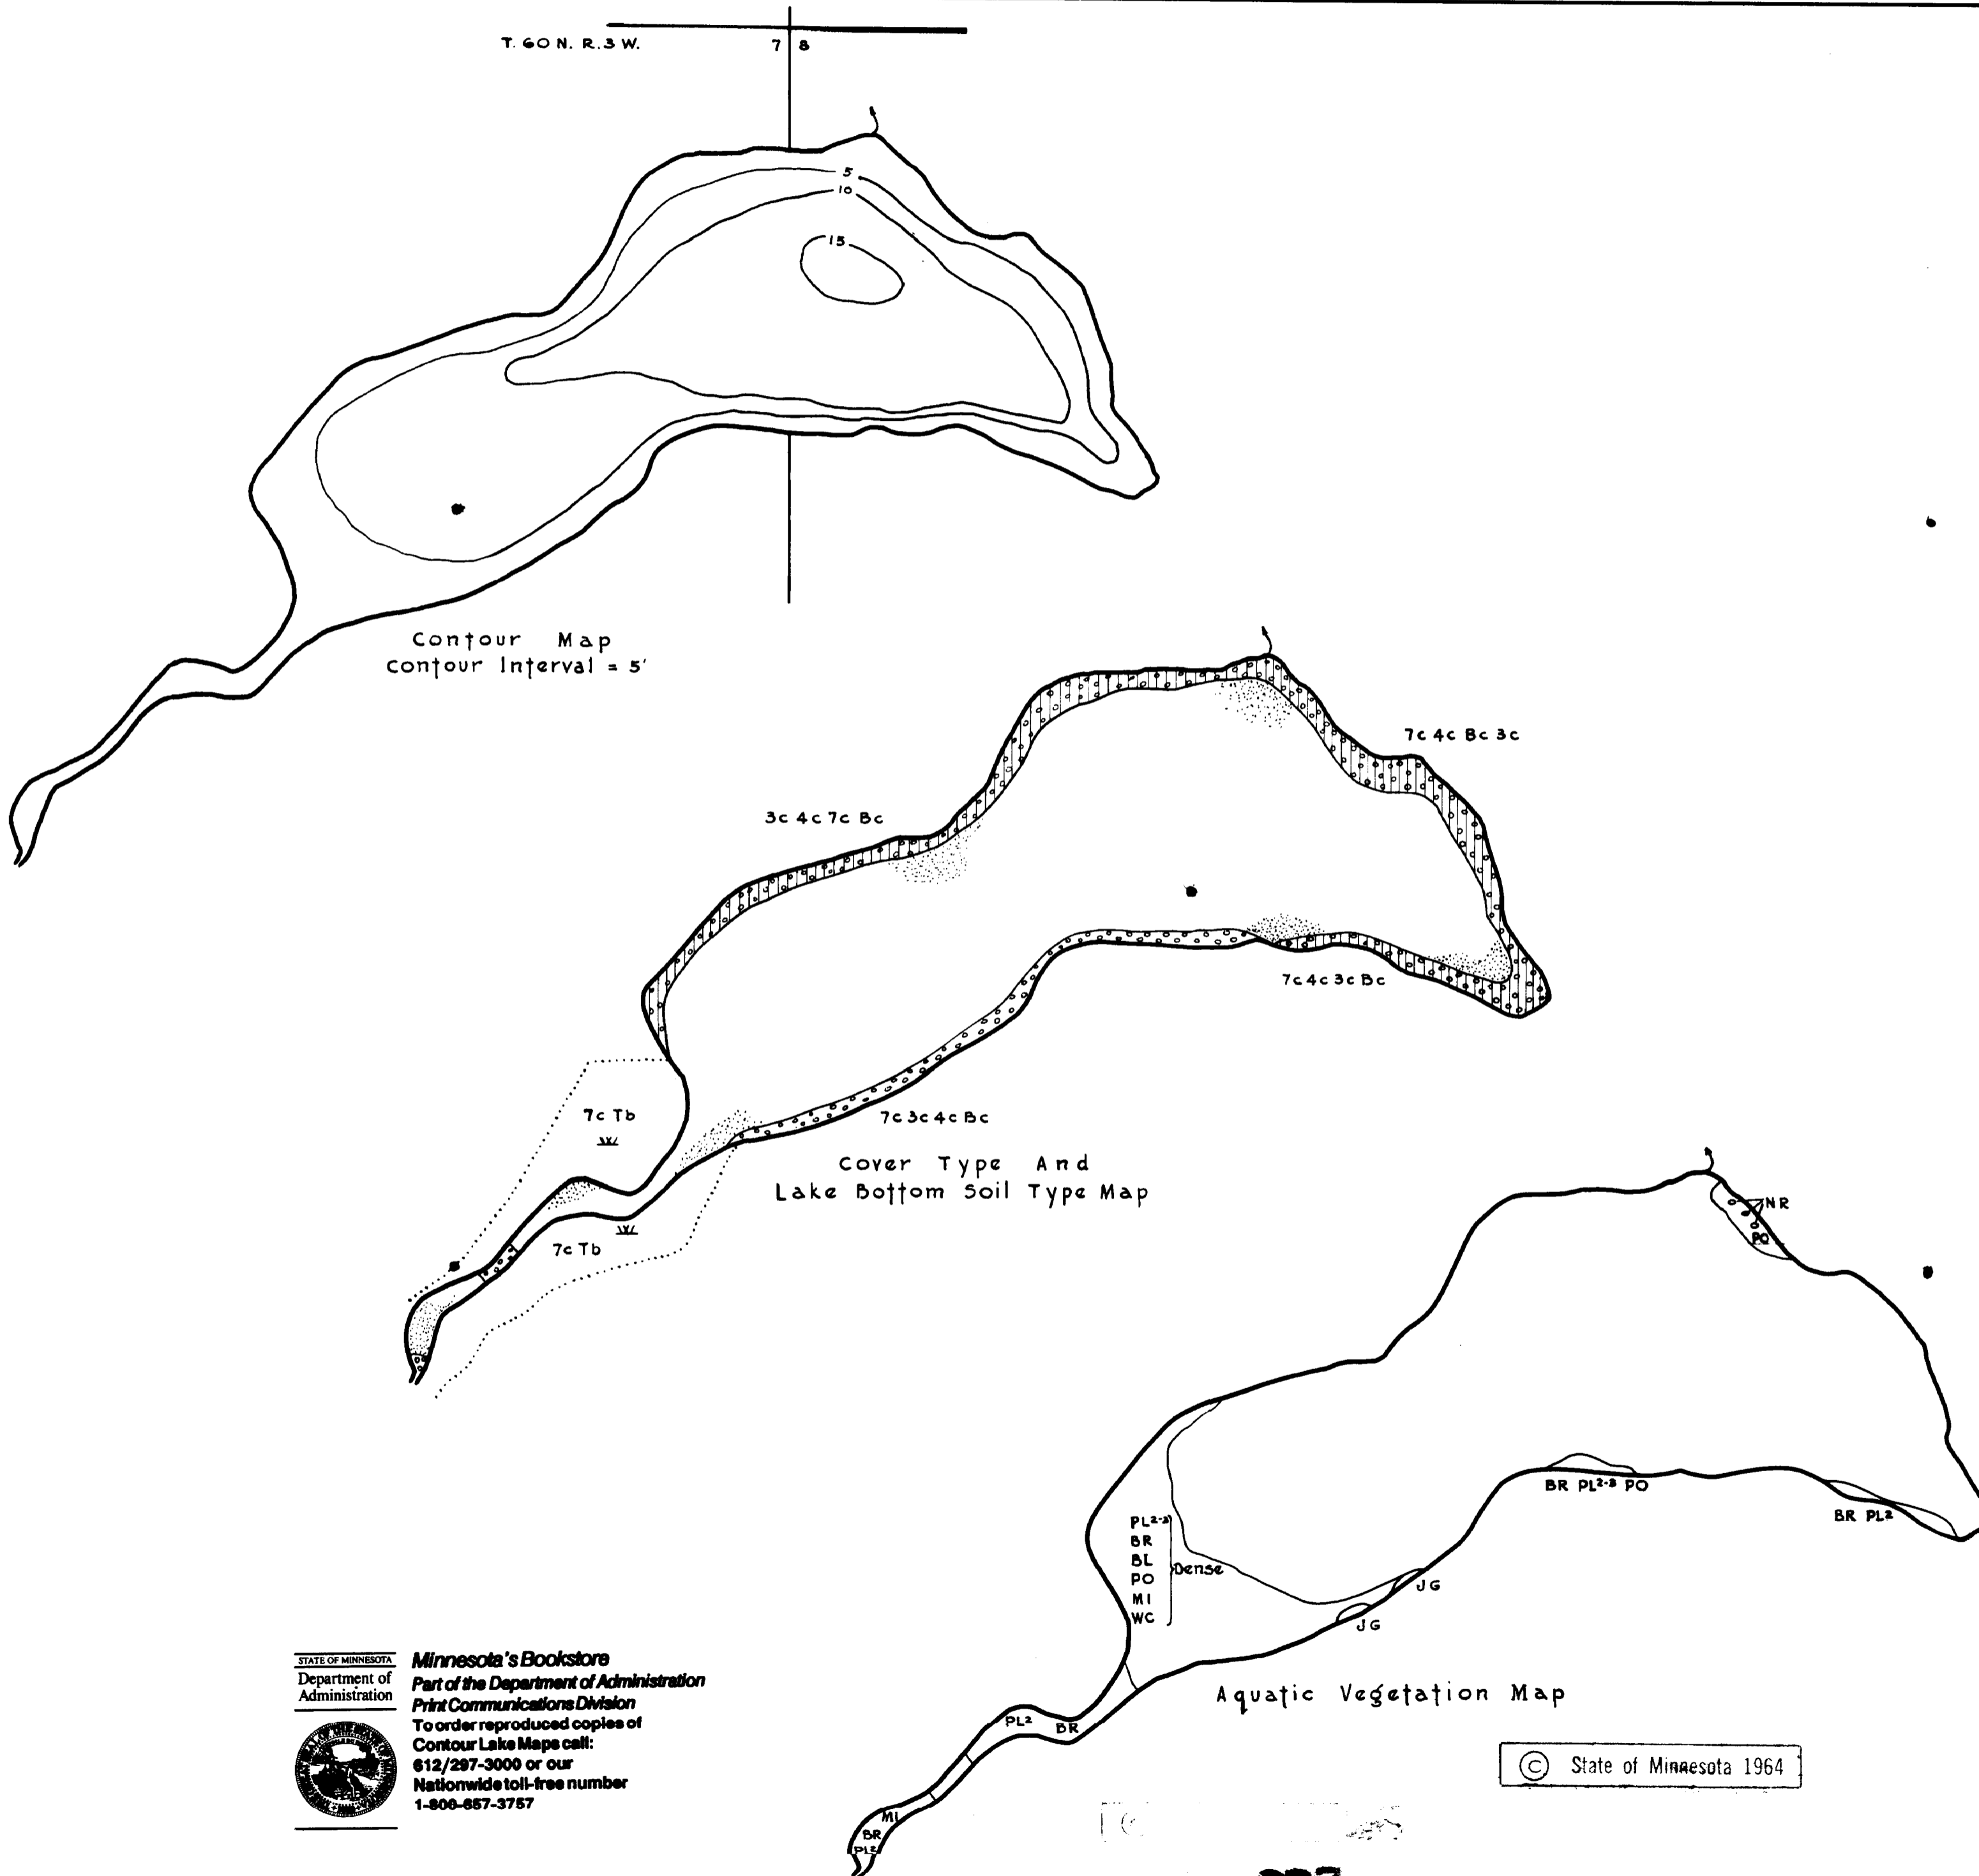 T. 60 N. R. 3 W.
7 8
5
10
15
Contour Map
Contour Interval = 5'
7c 4c Bc 3c
3c 4c 7c Bc
7c 4c 3c Bc
7c Tb
7c 3c 4c Bc
Cover Type And
Lake Bottom Soil Type Map
7c Tb
NR
PO
BR PL2-3 PO
BR PL2
PL2-3
BR
BL
PO
MI
WC
Dense
JG
JG
Aquatic Vegetation Map
PL2 BR
MI
BR
PL2
STATE OF MINNESOTA
Department of
Administration
Minnesota's Bookstore
Part of the Department of Administration
Print Communications Division
To order reproduced copies of
Contour Lake Maps call:
612/297-3000 or our
Nationwide toll-free number
1-800-657-3757
© State of Minnesota 1964